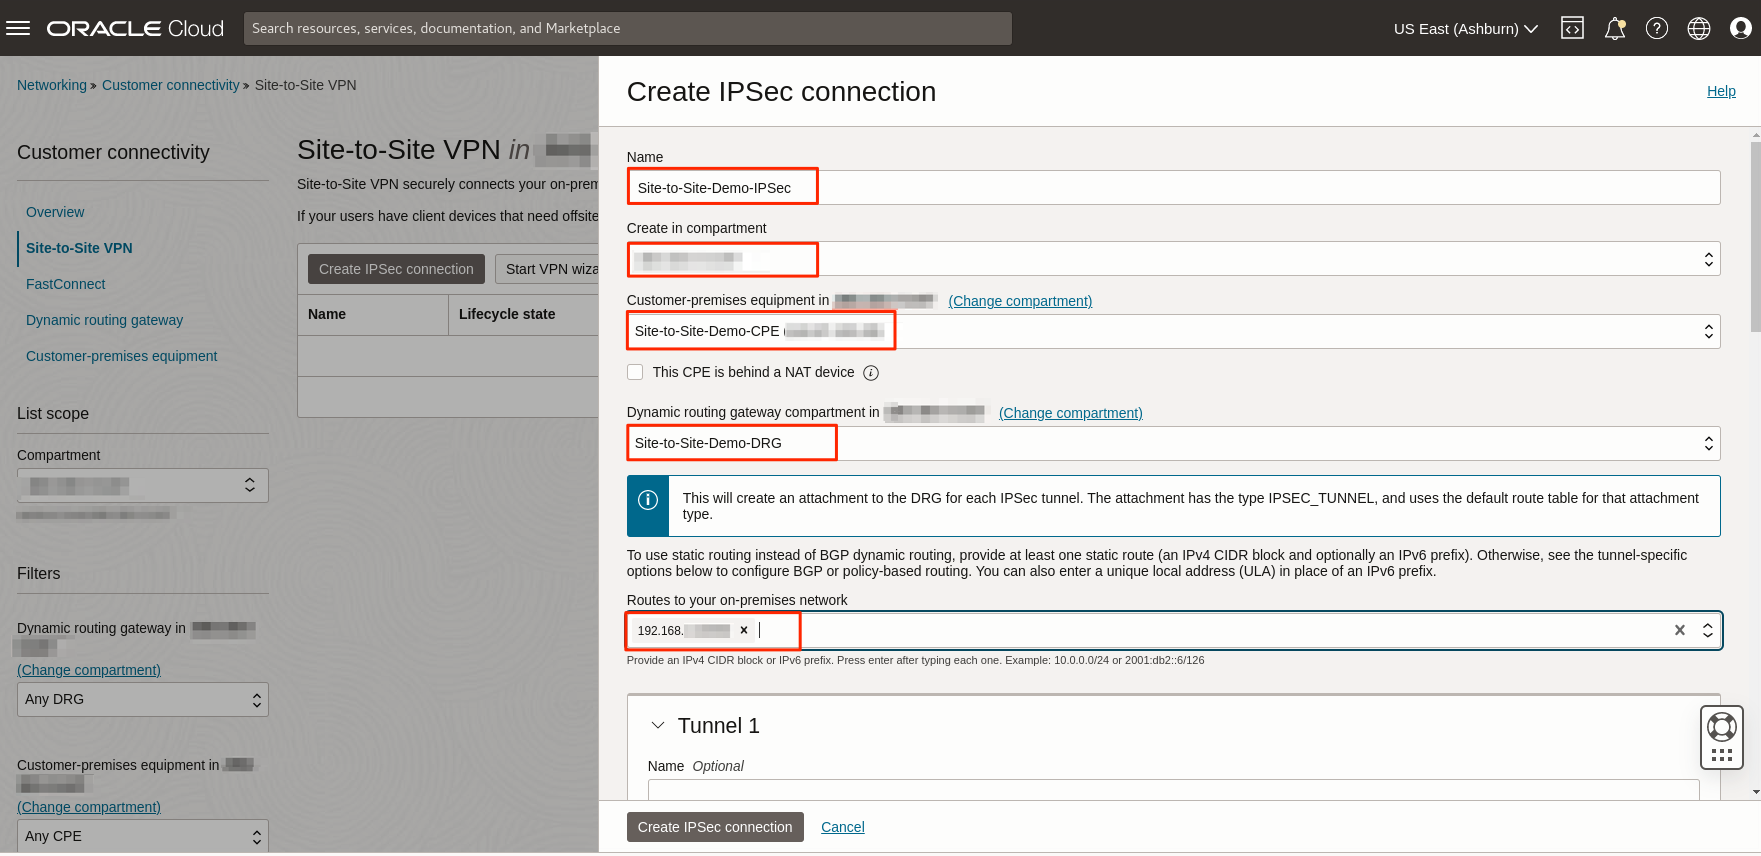 ORACLE Cloud
Search resources, services, documentation, and Marketplace
US East (Ashburn)
Networking » Customer connectivity » Site-to-Site VPN
Customer connectivity
Overview
Site-to-Site VPN
FastConnect
Dynamic routing gateway
Customer-premises equipment
List scope
Compartment
Filters
Dynamic routing gateway in
(Change compartment)
Any DRG
Customer-premises equipment in
(Change compartment)
Any CPE
Site-to-Site VPN in
Site-to-Site VPN securely connects your on-prem
If your users have client devices that need offsite
Create IPSec connection
Start VPN wiza
Name
Lifecycle state
Create IPSec connection
Help
Name
Site-to-Site-Demo-IPSec
Create in compartment
Customer-premises equipment in (Change compartment)
Site-to-Site-Demo-CPE (
This CPE is behind a NAT device
Dynamic routing gateway compartment in (Change compartment)
Site-to-Site-Demo-DRG
This will create an attachment to the DRG for each IPSec tunnel. The attachment has the type IPSEC_TUNNEL, and uses the default route table for that attachment
type.
To use static routing instead of BGP dynamic routing, provide at least one static route (an IPv4 CIDR block and optionally an IPv6 prefix). Otherwise, see the tunnel-specific
options below to configure BGP or policy-based routing. You can also enter a unique local address (ULA) in place of an IPv6 prefix.
Routes to your on-premises network
192.168.
Provide an IPv4 CIDR block or IPv6 prefix. Press enter after typing each one. Example: 10.0.0.0/24 or 2001:db2::6/126
Tunnel 1
Name Optional
Create IPSec connection
Cancel